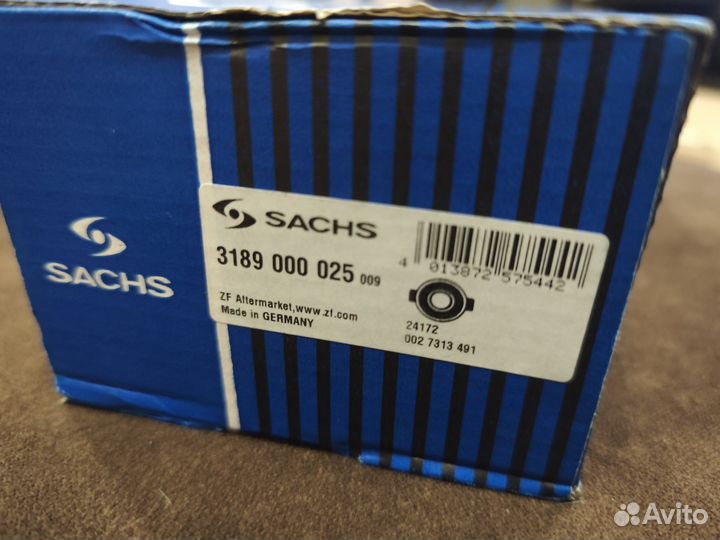 SACHS
SACHS
3189 000 025 009
4 013872 575442
ZF Aftermarket,www.zf.com
Made in GERMANY
24172
002 7313 491
Avito